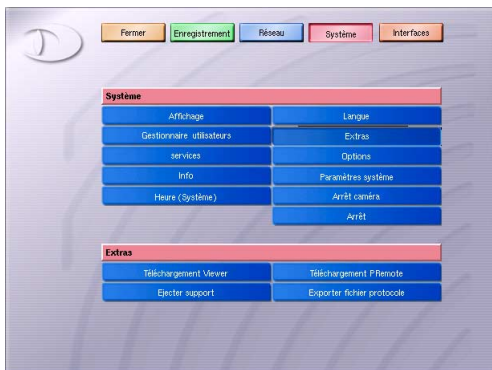 Fermer Enregistrement Réseau Système Interfaces
Système
Affichage Langue
Gestionnaire utilisateurs Extras
services Options
Info Paramètres système
Heure (Système) Arrêt caméra
Arrêt
Extras
Téléchargement Viewer Téléchargement PRemote
Ejecter support Exporter fichier protocole